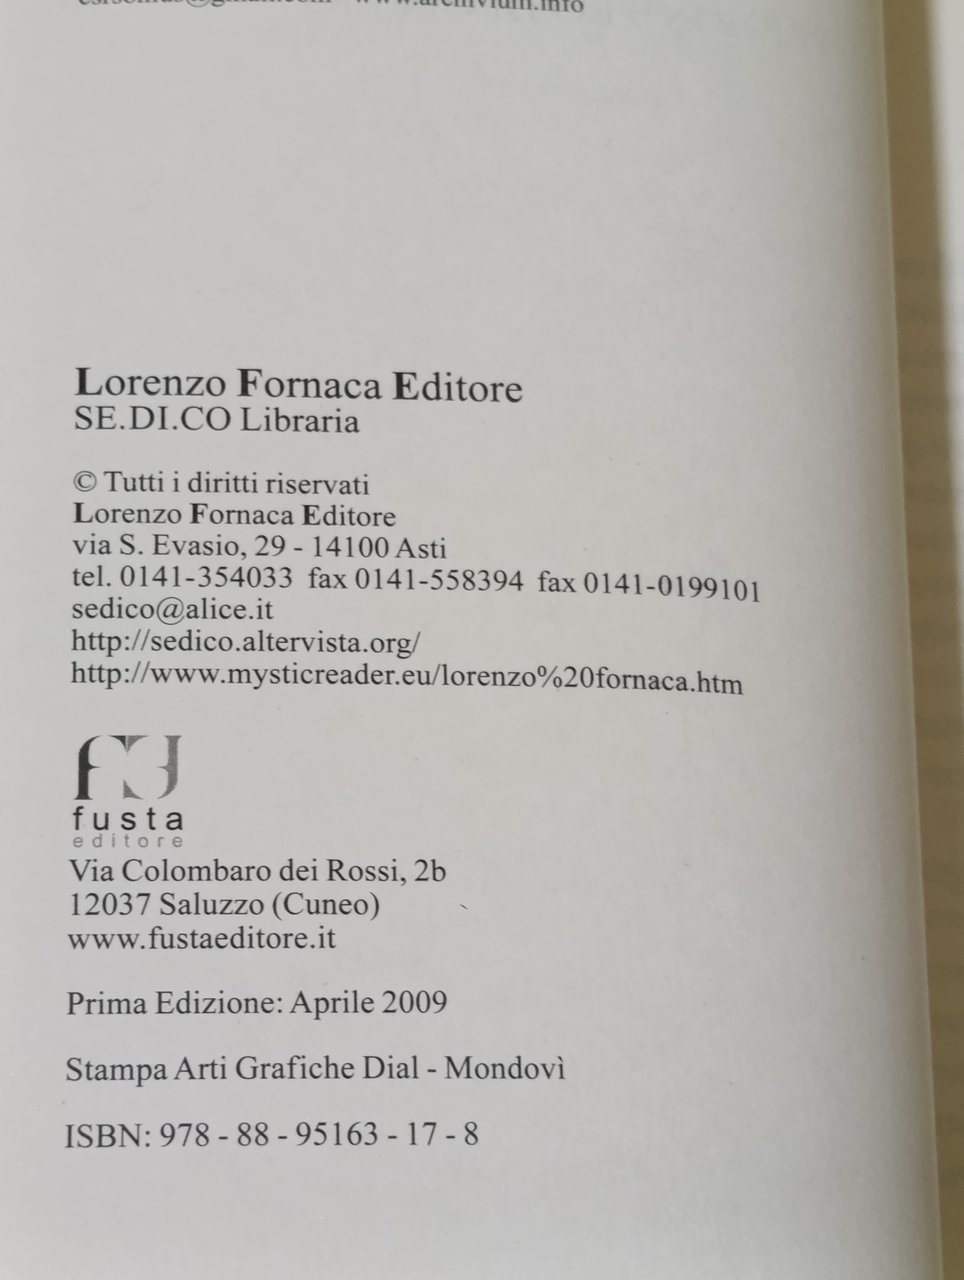 www.archivium.info
Lorenzo Fornaca Editore
SE.DI.CO Libraria
© Tutti i diritti riservati
Lorenzo Fornaca Editore
via S. Evasio, 29 - 14100 Asti
tel. 0141-354033 fax 0141-558394 fax 0141-0199101
sedico@alice.it
http://sedico.altervista.org/
http://www.mysticreader.eu/lorenzo%20fornaca.htm
fusta
editore
Via Colombaro dei Rossi, 2b
12037 Saluzzo (Cuneo)
www.fustaeditore.it
Prima Edizione: Aprile 2009
Stampa Arti Grafiche Dial - Mondovì
ISBN: 978 - 88 - 95163 - 17 - 8